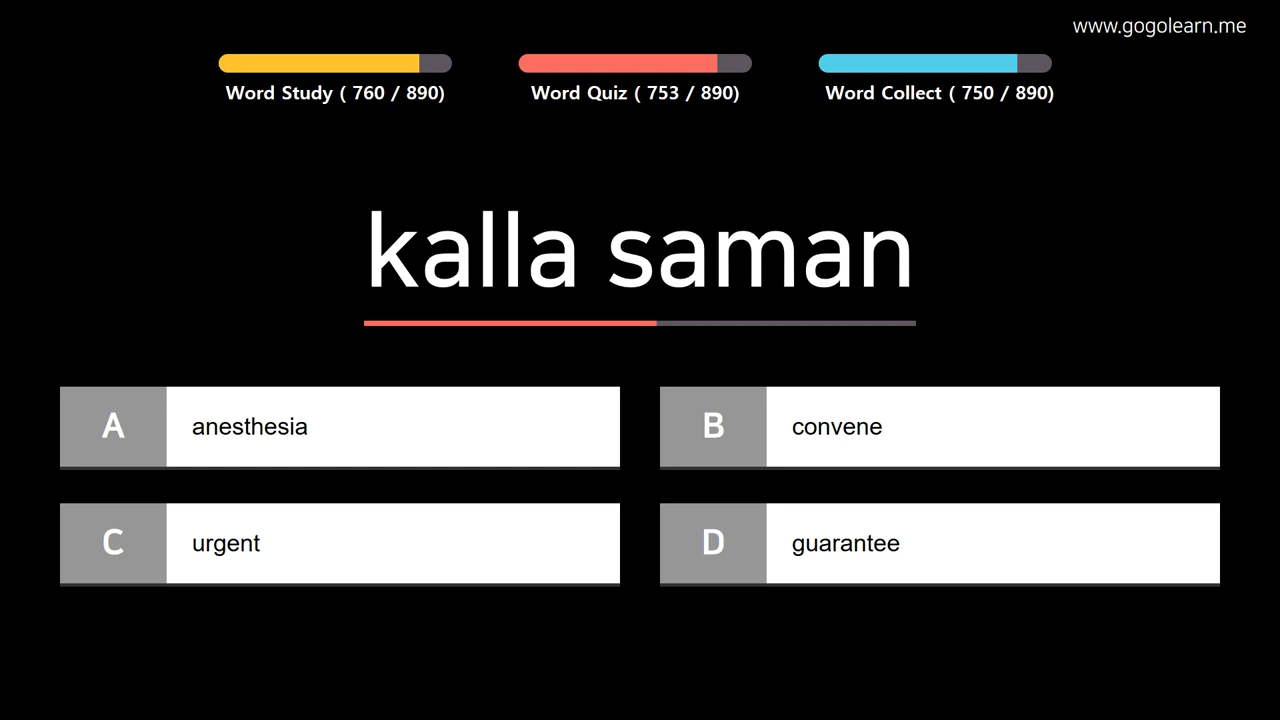 www.gogolearn.me
Word Study ( 760 / 890)
Word Quiz ( 753 / 890)
Word Collect ( 750 / 890)
kalla saman
A anesthesia
B convene
C urgent
D guarantee